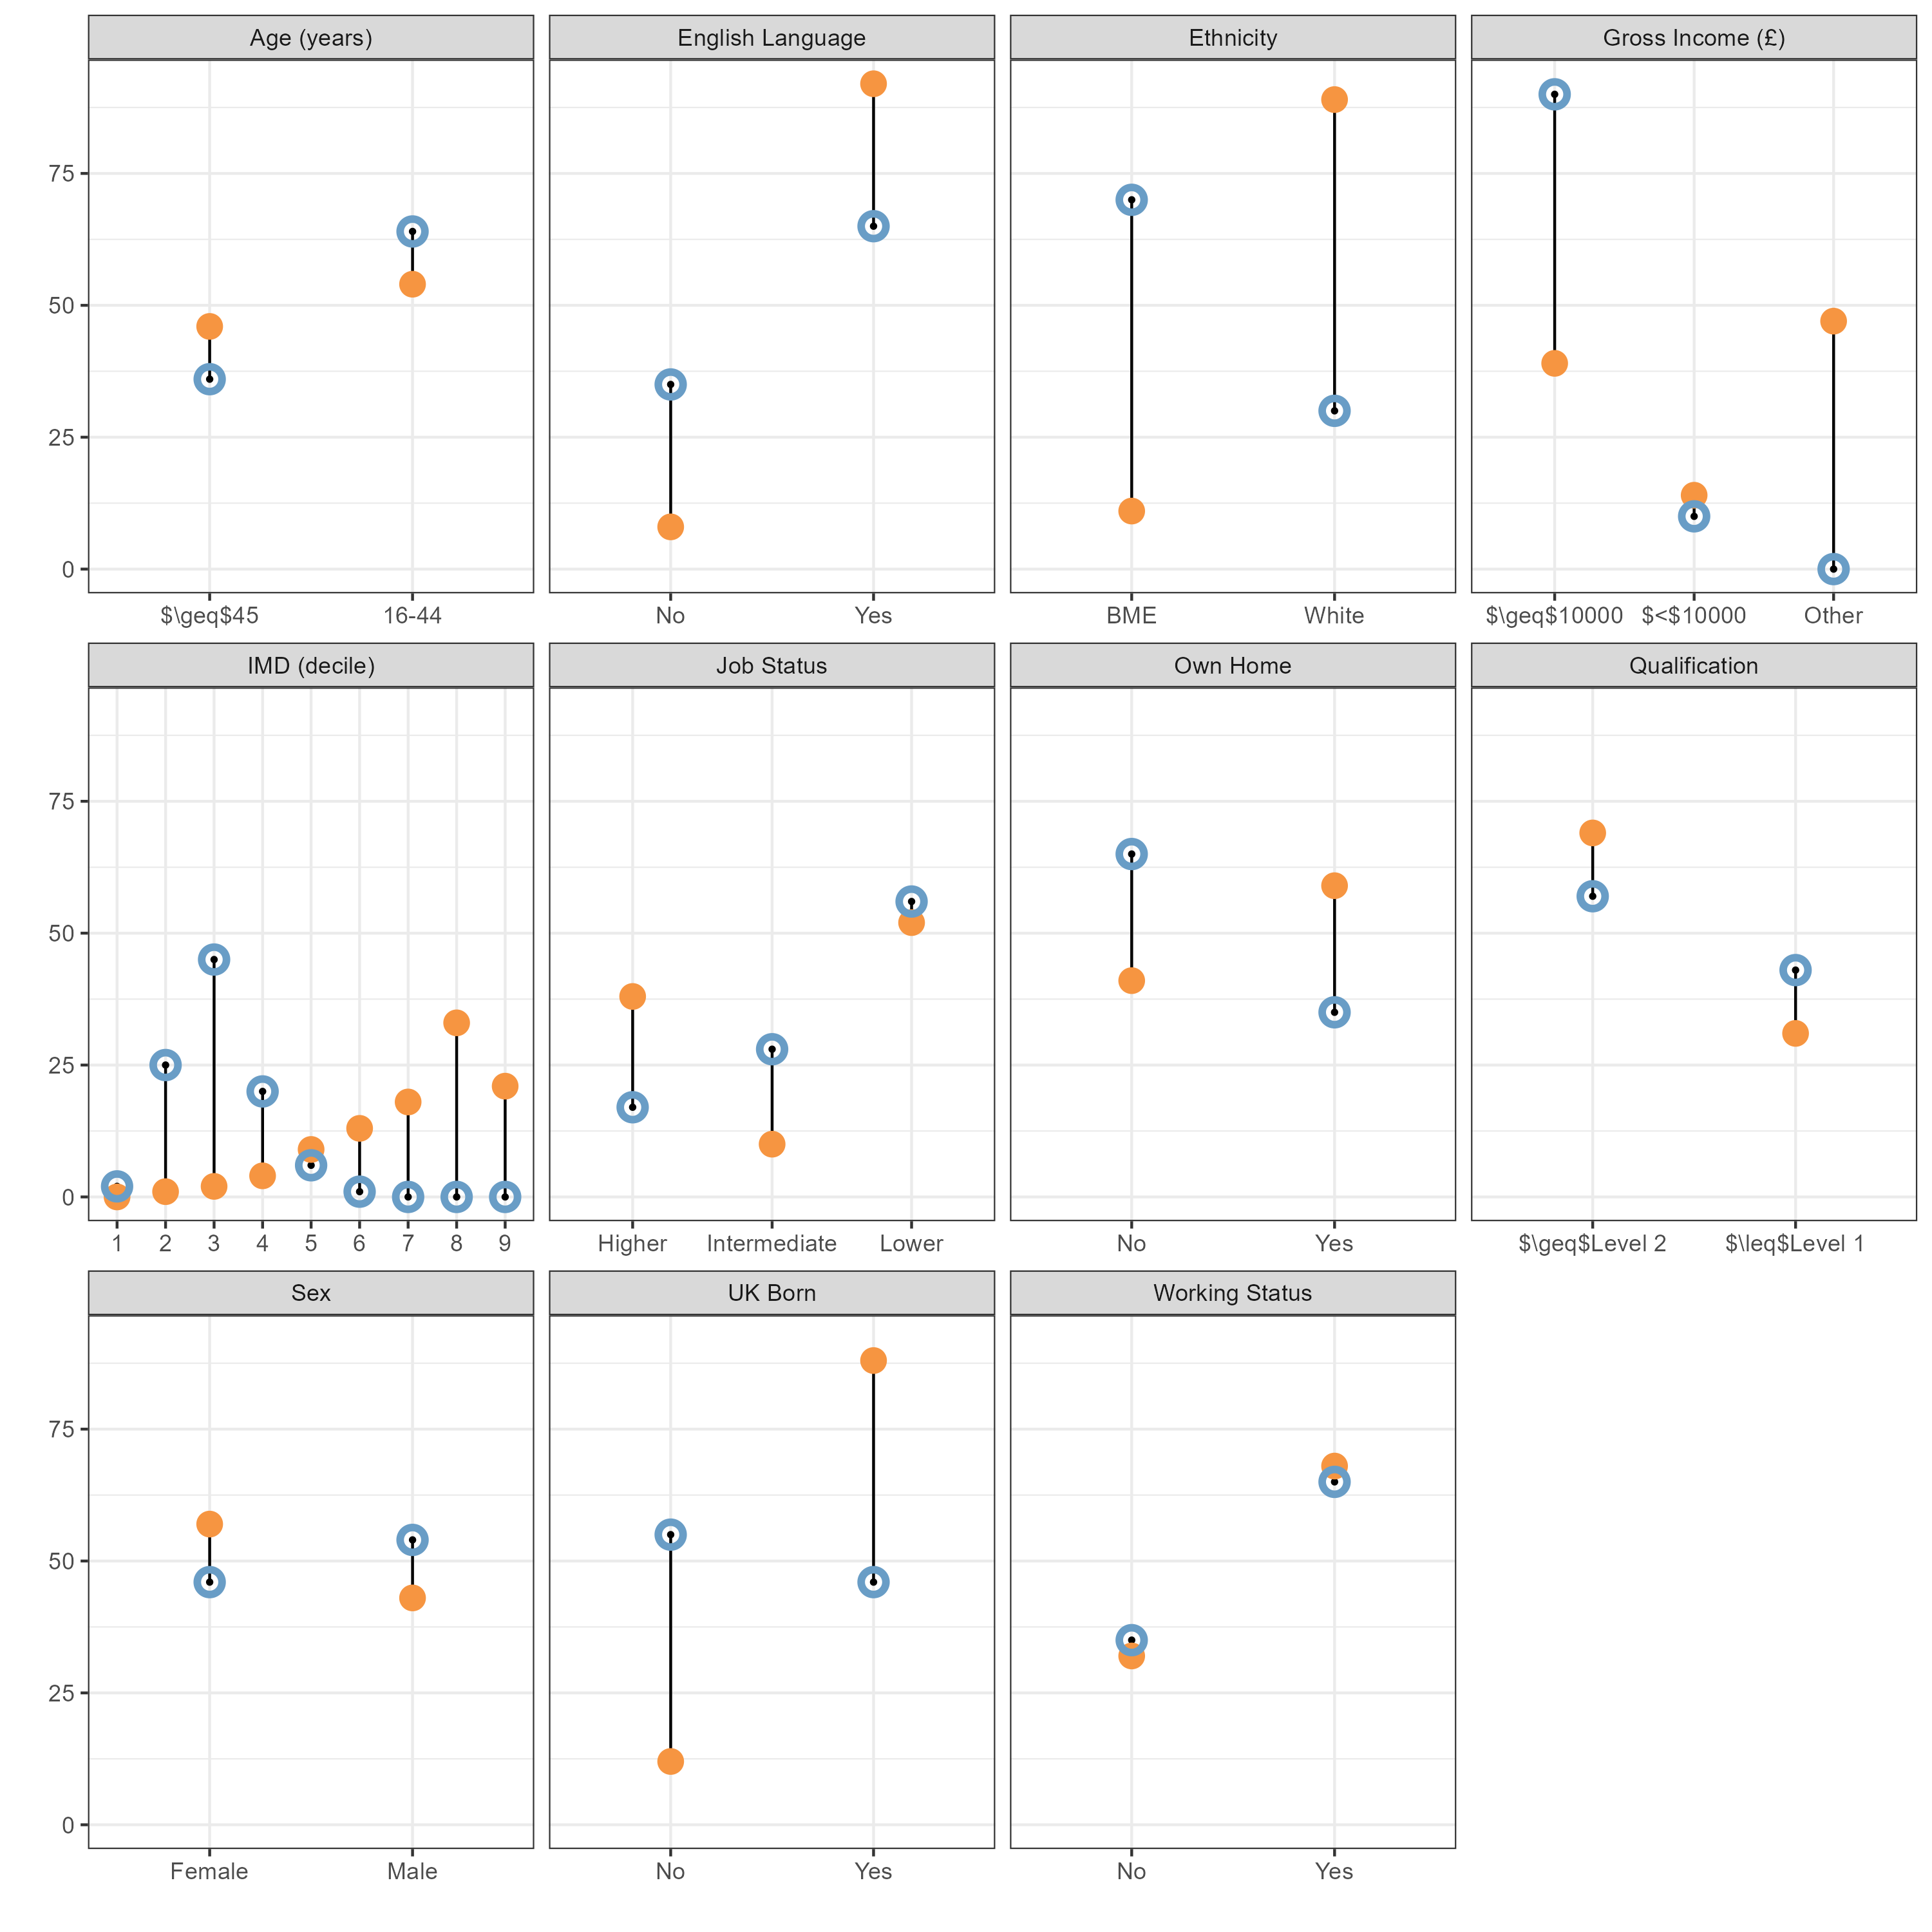 Age (years) English Language Ethnicity Gross Income (£)
75
50
25
0
$\geq$45 16-44 No Yes BME White $\geq$10000 $<$10000 Other
IMD (decile) Job Status Own Home Qualification
75
50
25
0
1 2 3 4 5 6 7 8 9 Higher Intermediate Lower No Yes $\geq$Level 2 $\leq$Level 1
Sex UK Born Working Status
75
50
25
0
Female Male No Yes No Yes